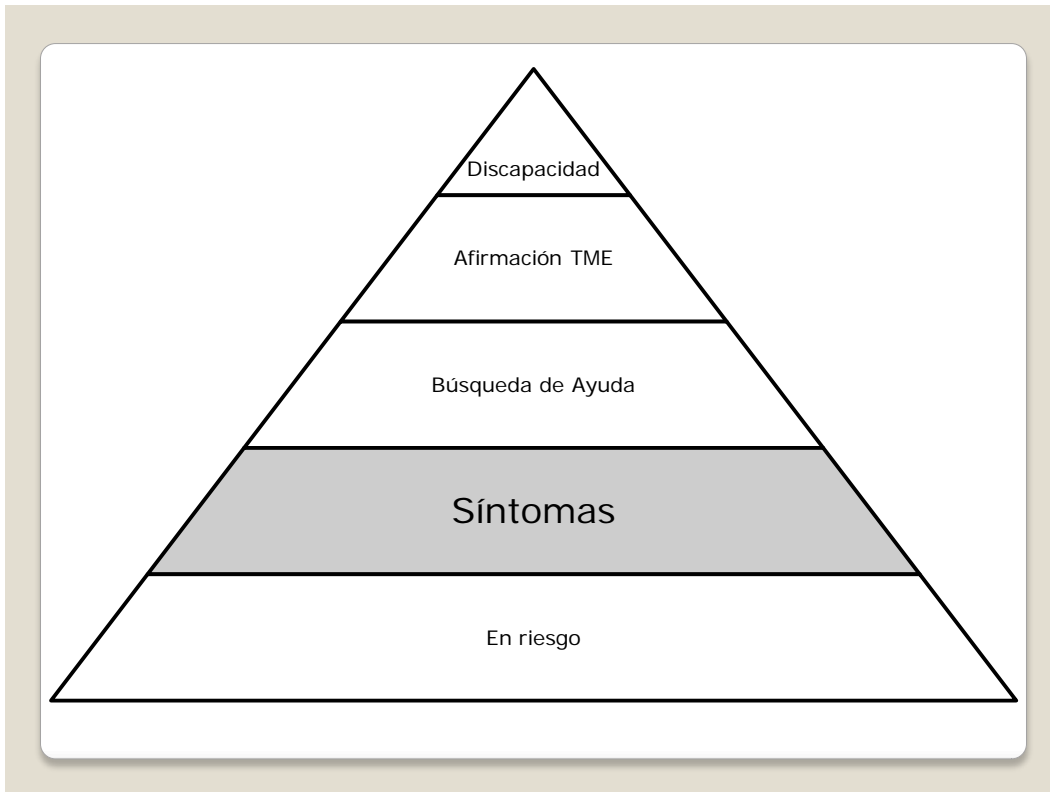 Discapacidad
Afirmación TME
Búsqueda de Ayuda
Síntomas
En riesgo